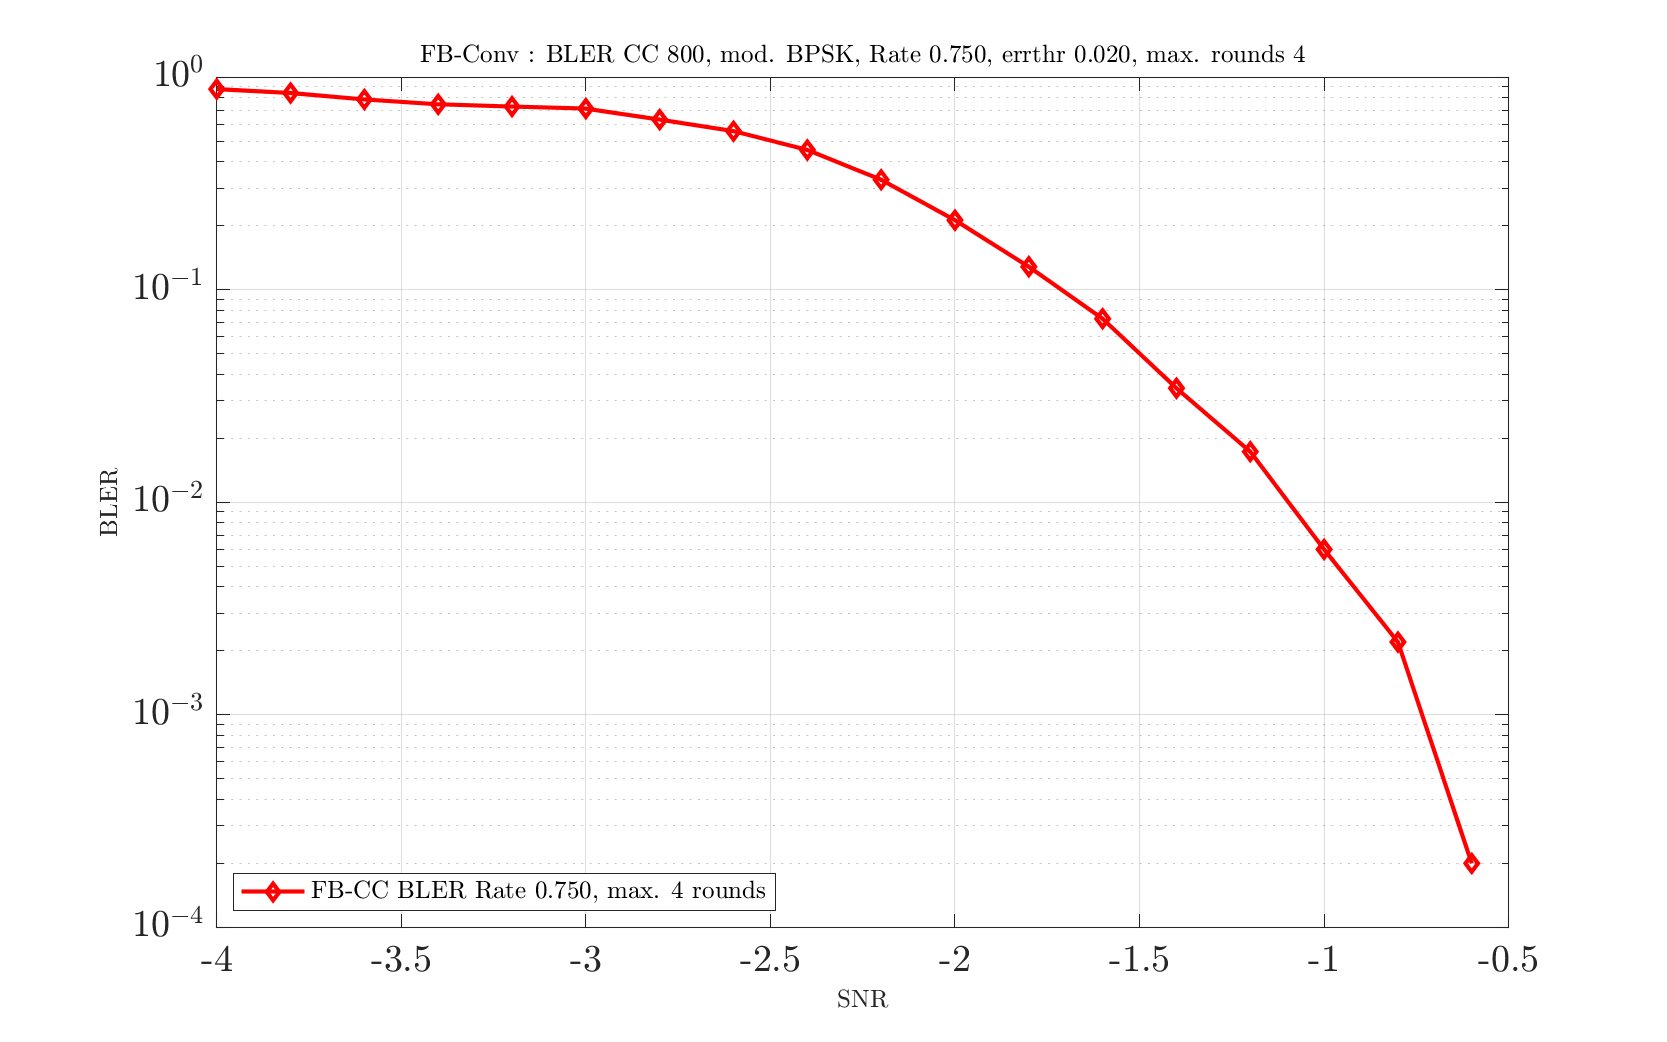 FB-Conv : BLER CC 800, mod. BPSK, Rate 0.750, errthr 0.020, max. rounds 4
10^0
10^-1
10^-2
10^-3
10^-4
BLER
FB-CC BLER Rate 0.750, max. 4 rounds
-4 -3.5 -3 -2.5 -2 -1.5 -1 -0.5
SNR